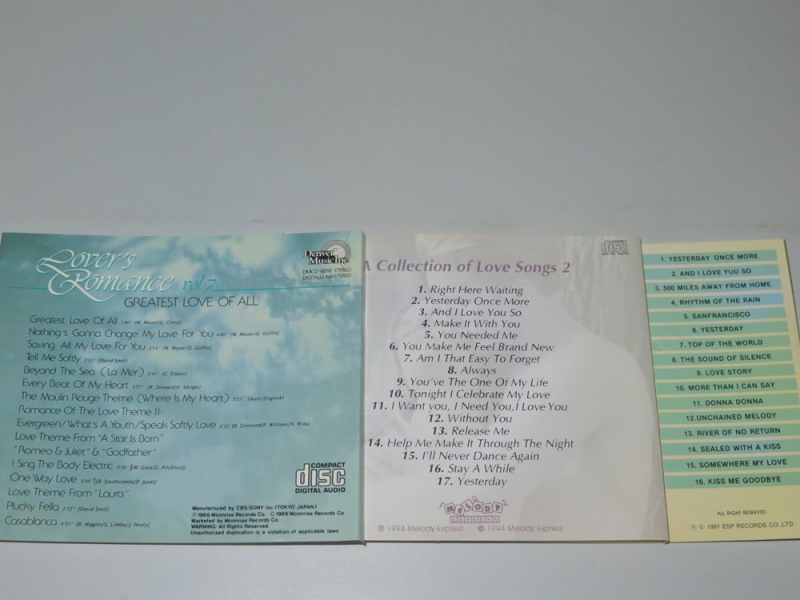 Lover's
Romance vol 7
GREATEST LOVE OF ALL
Denver
Music Inc
STEREO
DIGITALLY MASTERED
Greatest Love Of All
Nothing's Gonna Change My Love For You
Saving All My Love For You
Tell Me Softly
Beyond The Sea (La Mer)
Every Beat Of My Heart
The Moulin Rouge Theme (Where Is My Heart)
Romance Of The Love Theme II-
Evergreen/What's A Youth/Speak Softly Love
Love Theme From "A Star Is Born"
"Romeo & Juliet" & "Godfather"
I Sing The Body Electric
One Way Love
Love Theme From "Laura"
Plucky Fella
Casablanca
COMPACT
disc
DIGITAL AUDIO
Manufactured by CBS/SONY Inc. (TOKYO JAPAN)
Ⓟ1988 Moonrise Records Co © 1988 Moonrise Records Co
Marketed by Moonrise Records Co
WARNING: All Rights Reserved
Unauthorized duplication is a violation of applicable laws
A Collection of Love Songs 2
1. Right Here Waiting
2. Yesterday Once More
3. And I Love You So
4. Make It With You
5. You Needed Me
6. You Make Me Feel Brand New
7. Am I That Easy To Forget
8. Always
9. You've The One Of My Life
10. Tonight I Celebrate My Love
11. I Want you, I Need You,I Love You
12. Without You
13. Release Me
14. Help Me Make It Through The Night
15. I'll Never Dance Again
16. Stay A While
17. Yesterday
MELODY
EXPRESS
Ⓟ 1994 Melody Express © 1994 Melody Express
1. YESTERDAY ONCE MORE
2. AND I LOVE YOU SO
3. 500 MILES AWAY FROM HOME
4. RHYTHM OF THE RAIN
5. SANFRANCISCO
6. YESTERDAY
7. TOP OF THE WORLD
8. THE SOUND OF SILENCE
9. LOVE STORY
10. MORE THAN I CAN SAY
11. DONNA DONNA
12.UNCHAINED MELODY
13. RIVER OF NO RETURN
14. SEALED WITH A KISS
15. SOMEWHERE MY LOVE
16. KISS ME GOODBYE
ALL RIGHT RESERVED
Ⓟ © 1991 ESP RECORDS CO.,LTD.